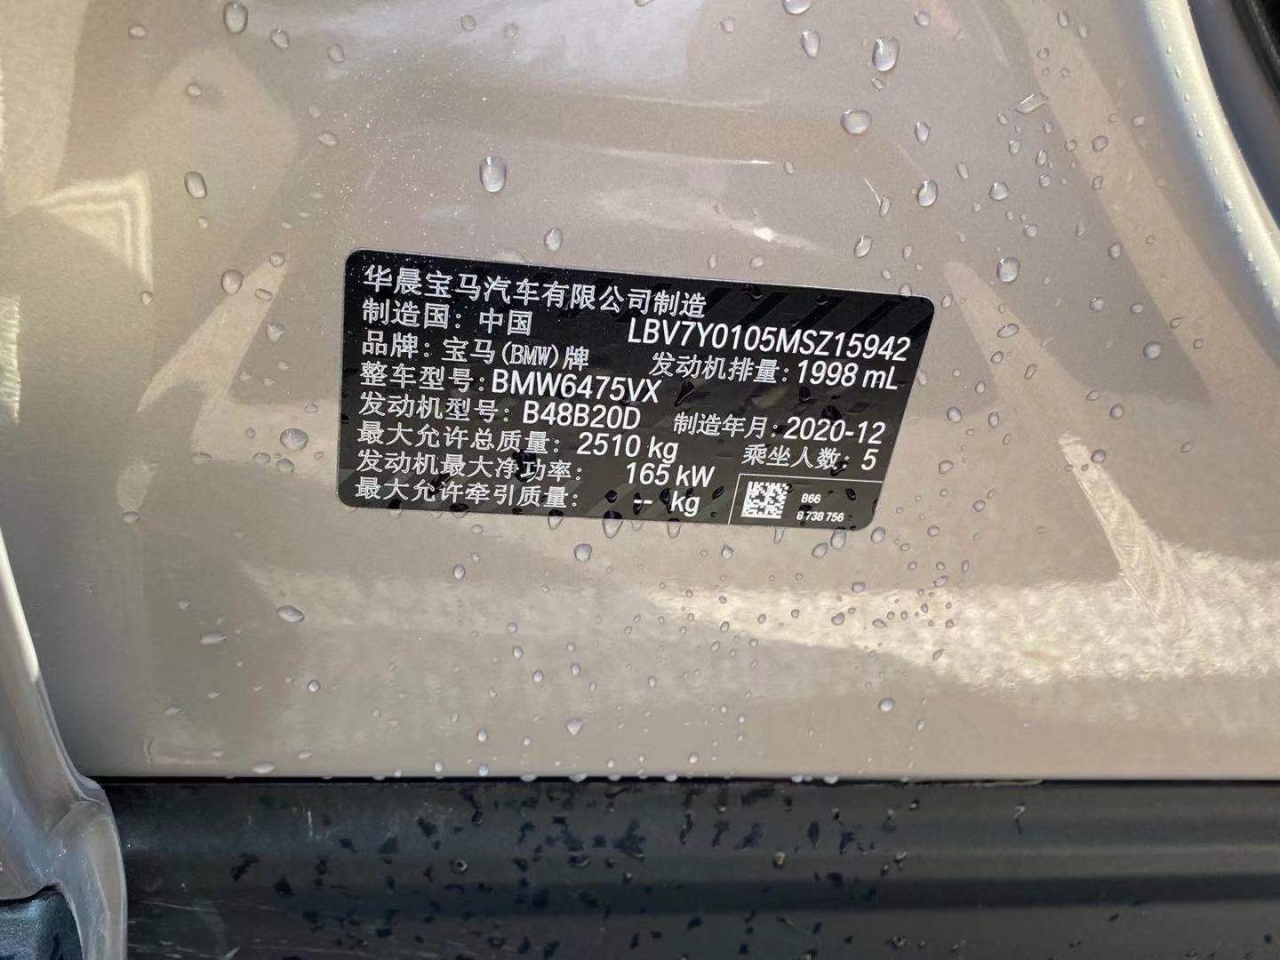 华晨宝马汽车有限公司制造
制造国：中国 LBV7Y0105MSZ15942
品牌：宝马(BMW)牌 发动机排量：1998 mL
整车型号：BMW6475VX
发动机型号：B48B20D 制造年月：2020-12
最大允许总质量：2510 kg 乘坐人数：5
发动机最大净功率：165 kW
最大允许牵引质量：-- kg
B66
8 738 756